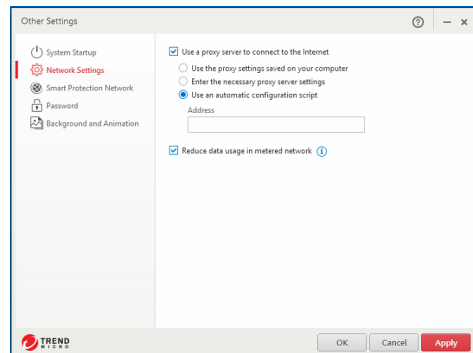 Other Settings
System Startup
Network Settings
Smart Protection Network
Password
Background and Animation
Use a proxy server to connect to the Internet
Use the proxy settings saved on your computer
Enter the necessary proxy server settings
Use an automatic configuration script
Address
Reduce data usage in metered network
TREND
MICRO
OK
Cancel
Apply